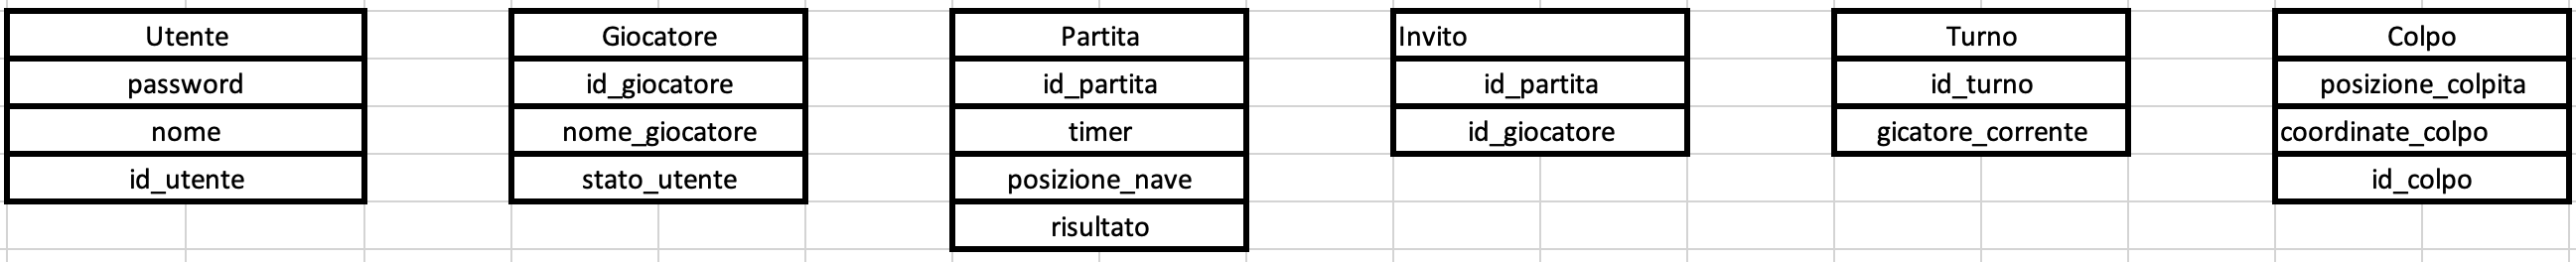 Utente
password
nome
id_utente
Giocatore
id_giocatore
nome_giocatore
stato_utente
Partita
id_partita
timer
posizione_nave
risultato
Invito
id_partita
id_giocatore
Turno
id_turno
gicatore_corrente
Colpo
posizione_colpita
coordinate_colpo
id_colpo